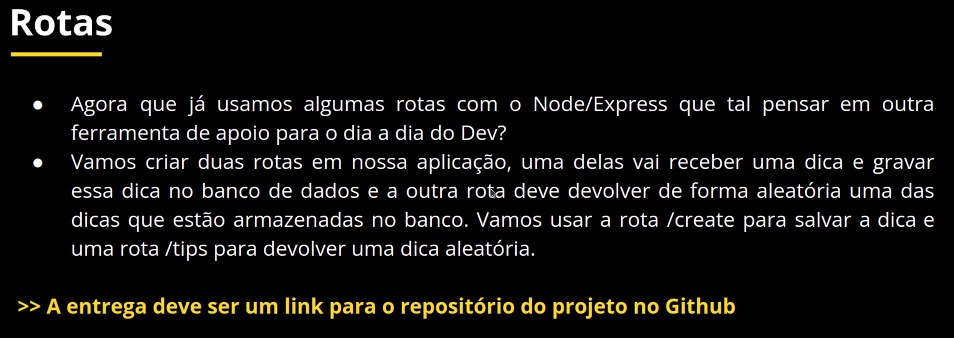 Rotas
● Agora que já usamos algumas rotas com o Node/Express que tal pensar em outra
ferramenta de apoio para o dia a dia do Dev?
● Vamos criar duas rotas em nossa aplicação, uma delas vai receber uma dica e gravar
essa dica no banco de dados e a outra rota deve devolver de forma aleatória uma das
dicas que estão armazenadas no banco. Vamos usar a rota /create para salvar a dica e
uma rota /tips para devolver uma dica aleatória.
>> A entrega deve ser um link para o repositório do projeto no Github